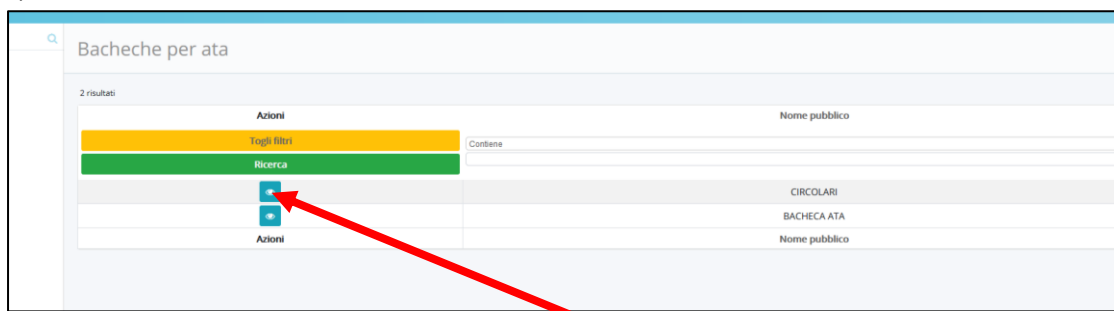 Bacheche per ata
2 risultati
Azioni Nome pubblico
Togli filtri
Contiene
Ricerca
CIRCOLARI
BACHECA ATA
Azioni Nome pubblico